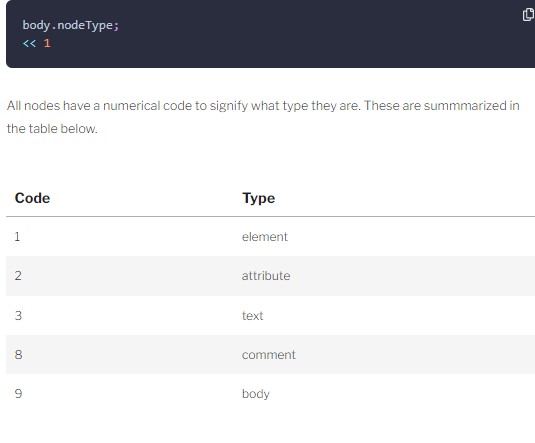 body.nodeType;
<< 1
All nodes have a numerical code to signify what type they are. These are summmarized in
the table below.
Code Type
1 element
2 attribute
3 text
8 comment
9 body